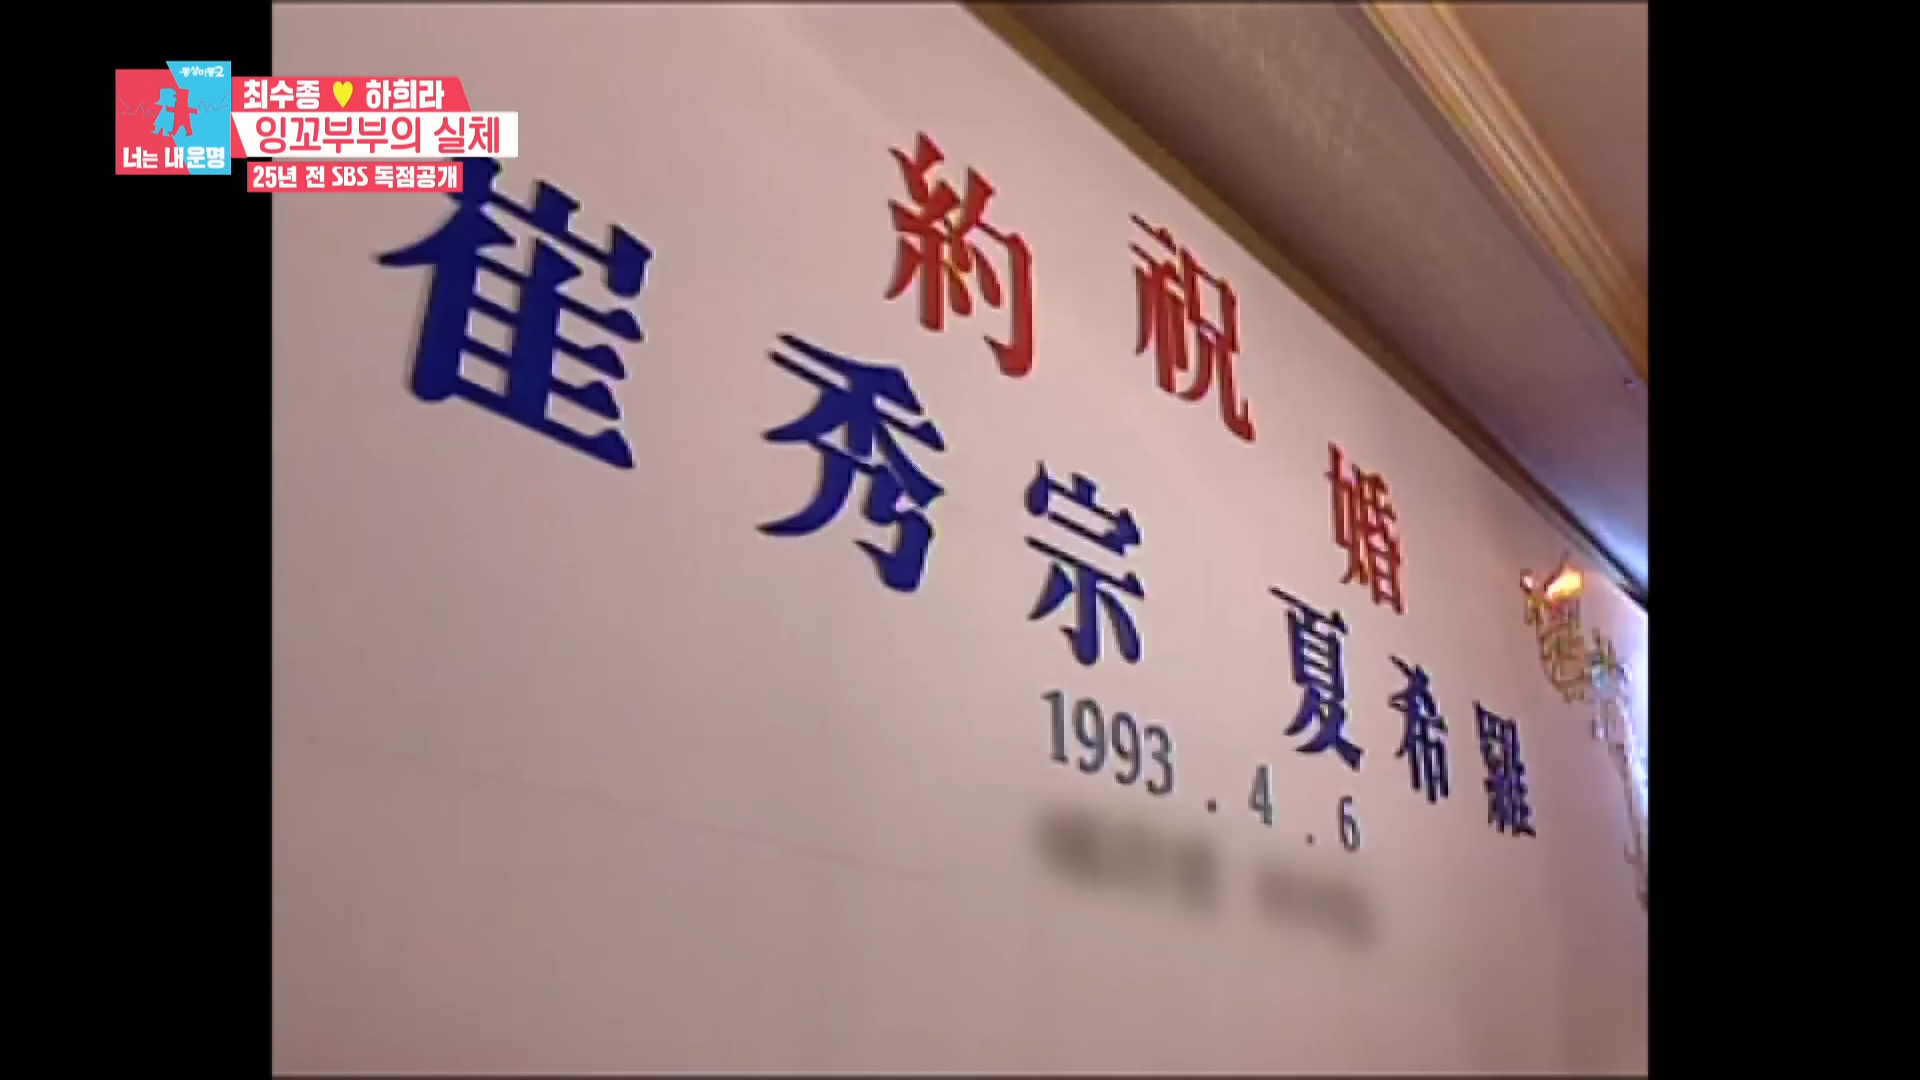 동상이몽2
너는 내 운명
최수종 ♥ 하희라
잉꼬부부의 실체
25년 전 SBS 독점공개
約 祝 婚
崔 秀 宗 夏 希 羅
1993 . 4 . 6